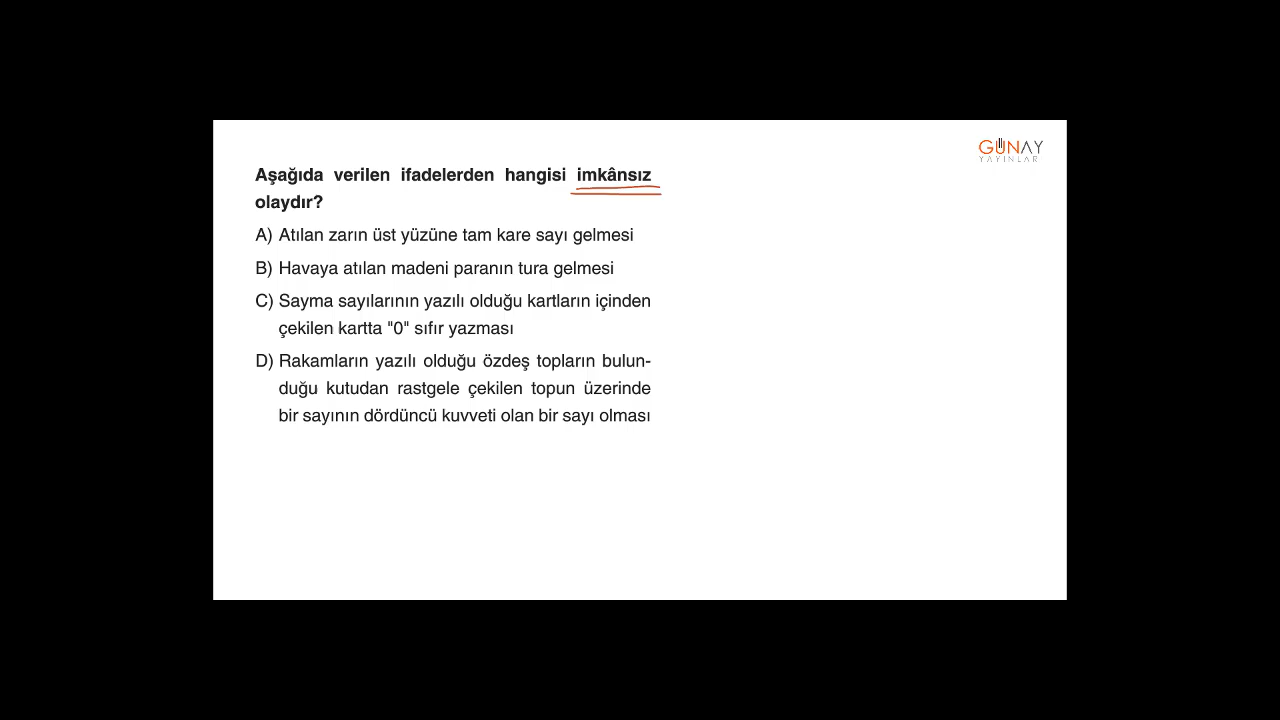 GÜNAY
YAYINLAR
Aşağıda verilen ifadelerden hangisi imkânsız
olaydır?
A) Atılan zarın üst yüzüne tam kare sayı gelmesi
B) Havaya atılan madeni paranın tura gelmesi
C) Sayma sayılarının yazılı olduğu kartların içinden
çekilen kartta "0" sıfır yazması
D) Rakamların yazılı olduğu özdeş topların bulun-
duğu kutudan rastgele çekilen topun üzerinde
bir sayının dördüncü kuvveti olan bir sayı olması